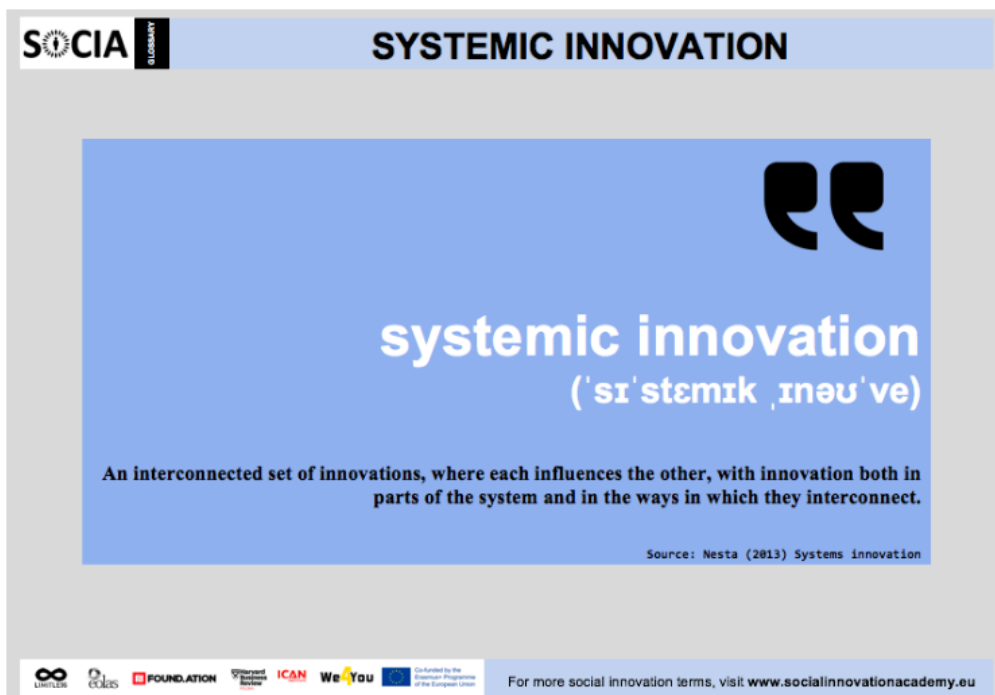 SOCIA
GLOSSARY
SYSTEMIC INNOVATION
systemic innovation
(ˈsɪˈstɛmɪk ˌɪnəʊˈve)
An interconnected set of innovations, where each influences the other, with innovation both in
parts of the system and in the ways in which they interconnect.
Source: Nesta (2013) Systems innovation
LIMITLESS
eolas
FOUND.ATION
Harvard
Business
Review
ICAN
We4You
Co-funded by the
Erasmus+ Programme
of the European Union
For more social innovation terms, visit www.socialinnovationacademy.eu